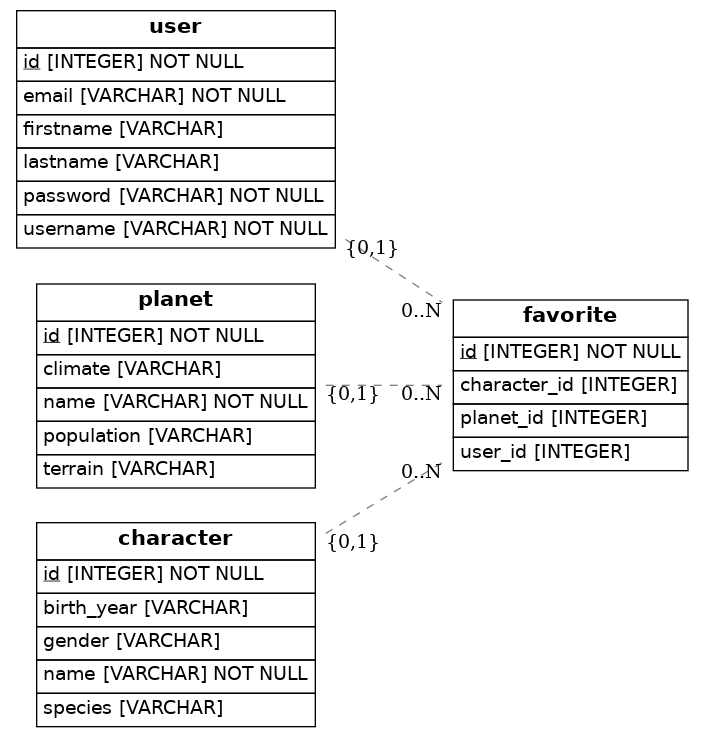 user
id [INTEGER] NOT NULL
email [VARCHAR] NOT NULL
firstname [VARCHAR]
lastname [VARCHAR]
password [VARCHAR] NOT NULL
username [VARCHAR] NOT NULL
{0,1}
0..N
planet
id [INTEGER] NOT NULL
climate [VARCHAR]
name [VARCHAR] NOT NULL
population [VARCHAR]
terrain [VARCHAR]
{0,1}
0..N
favorite
id [INTEGER] NOT NULL
character_id [INTEGER]
planet_id [INTEGER]
user_id [INTEGER]
0..N
{0,1}
character
id [INTEGER] NOT NULL
birth_year [VARCHAR]
gender [VARCHAR]
name [VARCHAR] NOT NULL
species [VARCHAR]